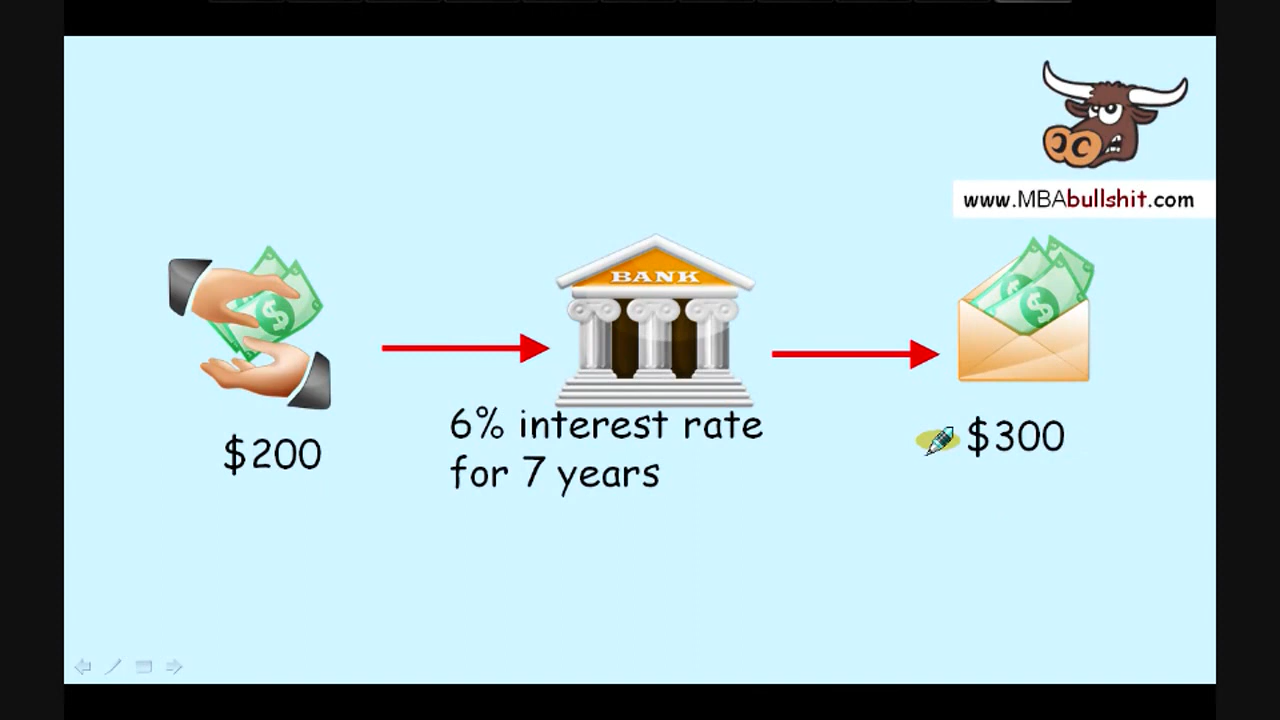 www.MBAbullshit.com
BANK
$200
6% interest rate
for 7 years
$300